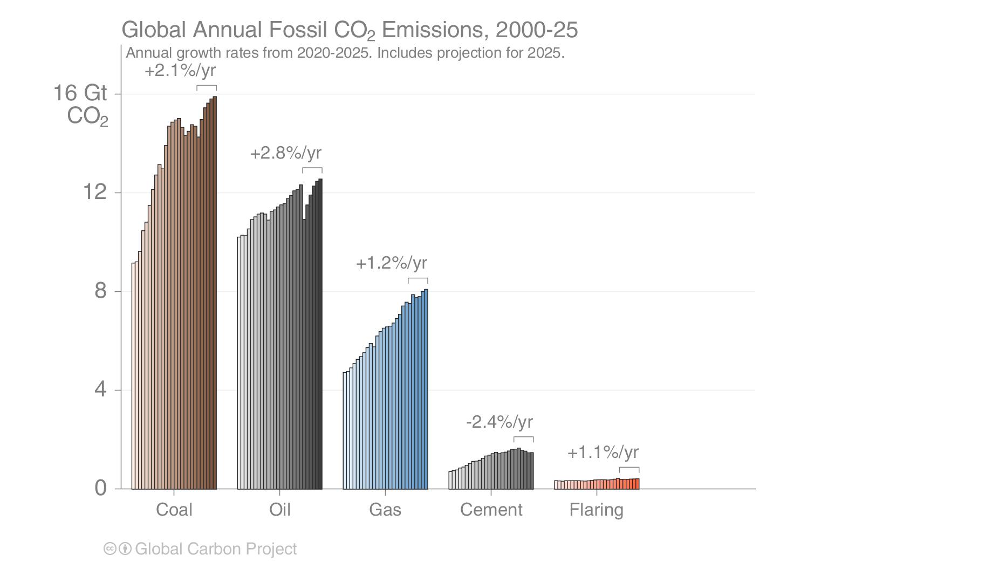 Global Annual Fossil CO₂ Emissions, 2000-25
Annual growth rates from 2020-2025. Includes projection for 2025.
+2.1%/yr
16 Gt
CO₂
+2.8%/yr
12
+1.2%/yr
8
4
-2.4%/yr
+1.1%/yr
0
Coal Oil Gas Cement Flaring
cc Global Carbon Project